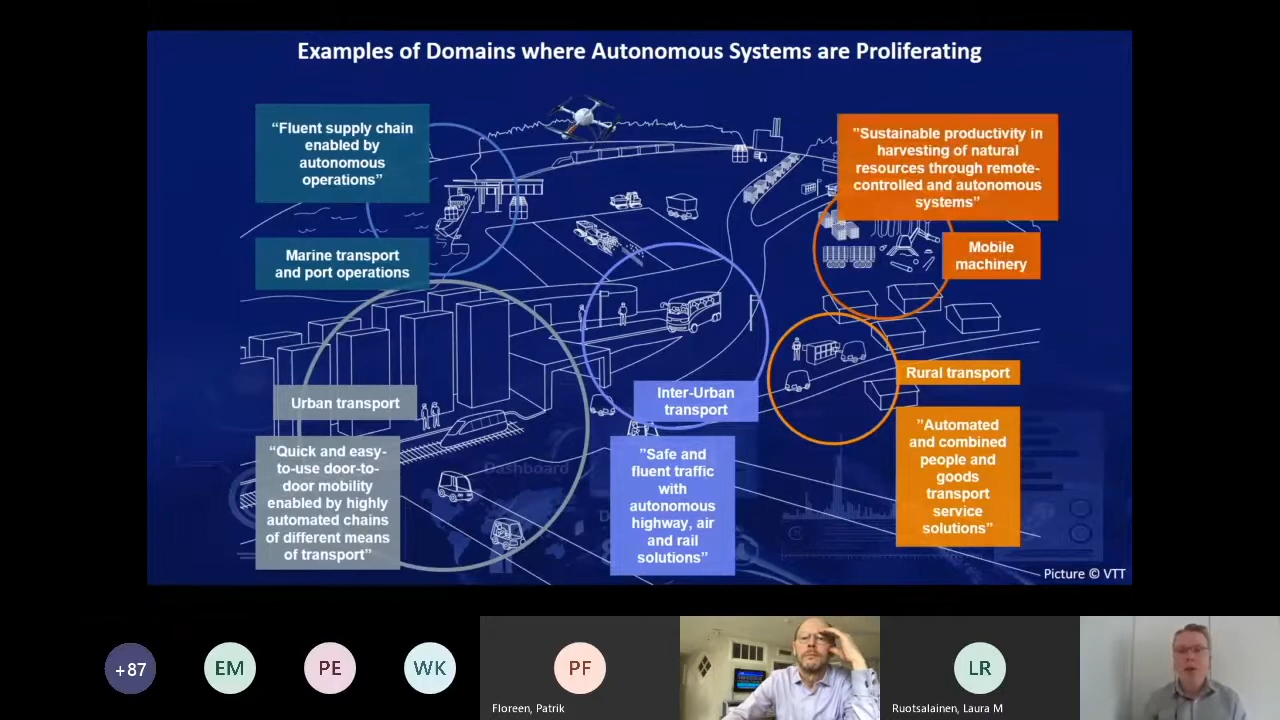 Examples of Domains where Autonomous Systems are Proliferating
“Fluent supply chain
enabled by
autonomous
operations”
Marine transport
and port operations
”Sustainable productivity in
harvesting of natural
resources through remote-
controlled and autonomous
systems”
Mobile
machinery
Urban transport
“Quick and easy-
to-use door-to-
door mobility
enabled by highly
automated chains
of different means
of transport”
Inter-Urban
transport
”Safe and
fluent traffic
with
autonomous
highway, air
and rail
solutions”
Rural transport
”Automated
and combined
people and
goods
transport
service
solutions”
Dashboard
Picture © VTT
+87
EM
PE
WK
PF
Floreen, Patrik
LR
Ruotsalainen, Laura M